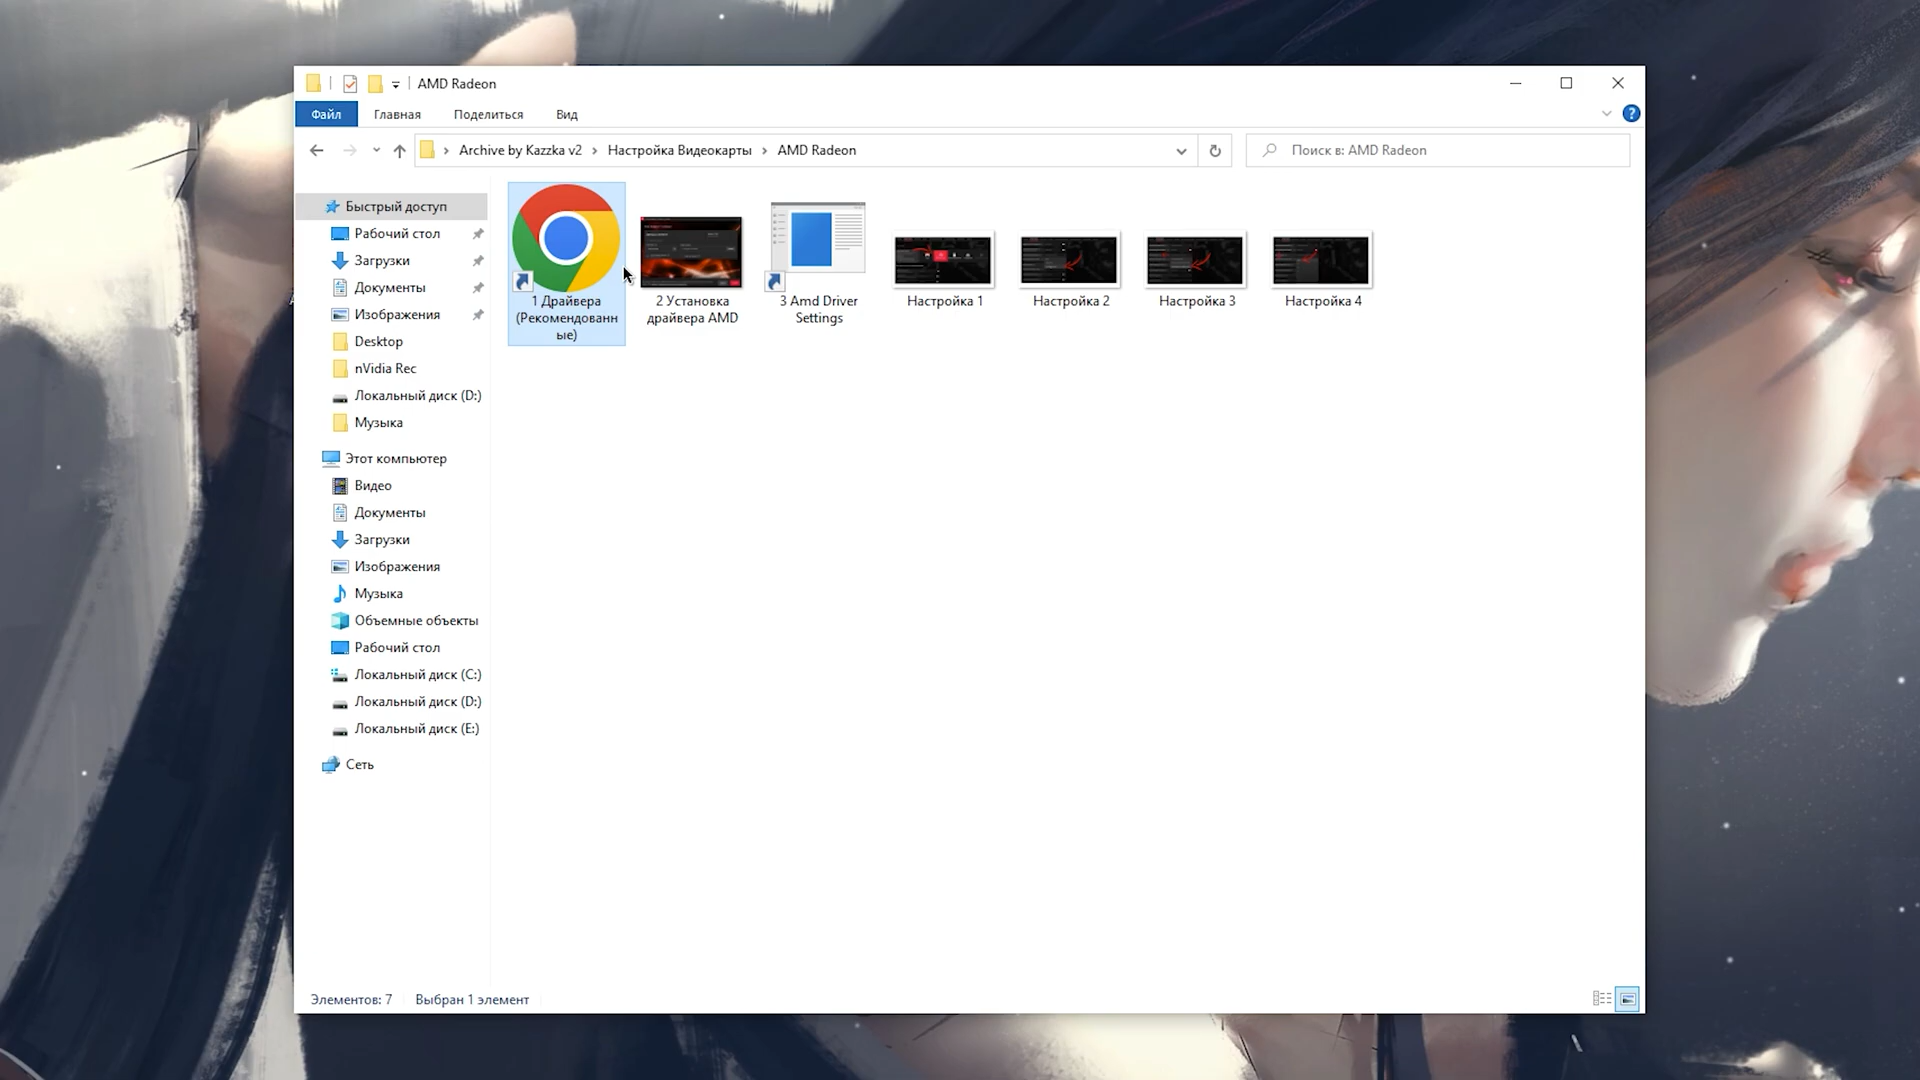 AMD Radeon
Файл Главная Поделиться Вид
Archive by Kazzka v2 Настройка Видеокарты AMD Radeon
Поиск в: AMD Radeon
Быстрый доступ
Рабочий стол
Загрузки
Документы
Изображения
Desktop
nVidia Rec
Локальный диск (D:)
Музыка
Этот компьютер
Видео
Документы
Загрузки
Изображения
Музыка
Объемные объекты
Рабочий стол
Локальный диск (C:)
Локальный диск (D:)
Локальный диск (E:)
Сеть
1 Драйвера
(Рекомендованн
ые)
2 Установка
драйвера AMD
3 Amd Driver
Settings
Настройка 1
Настройка 2
Настройка 3
Настройка 4
Элементов: 7 Выбран 1 элемент